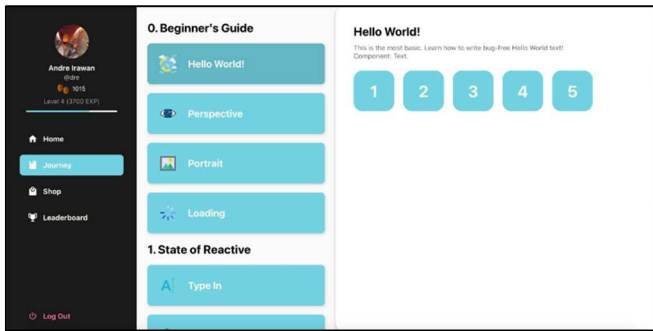 Andre Irawan
@dre
1015
Level 4 (3700 EXP)
Home
Journey
Shop
Leaderboard
Log Out
0. Beginner's Guide
Hello World!
Perspective
Portrait
Loading
1. State of Reactive
A
Type In
Hello World!
This is the most basic. Learn how to write bug-free Hello World text!
Component: Text.
1 2 3 4 5